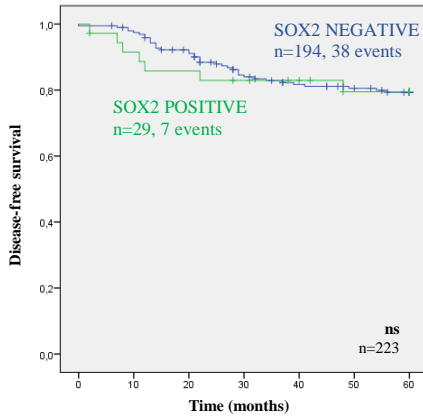 1,0
0,8
0,6
0,4
0,2
0,0
Disease-free survival
SOX2 NEGATIVE
n=194, 38 events
SOX2 POSITIVE
n=29, 7 events
ns
n=223
0 10 20 30 40 50 60
Time (months)